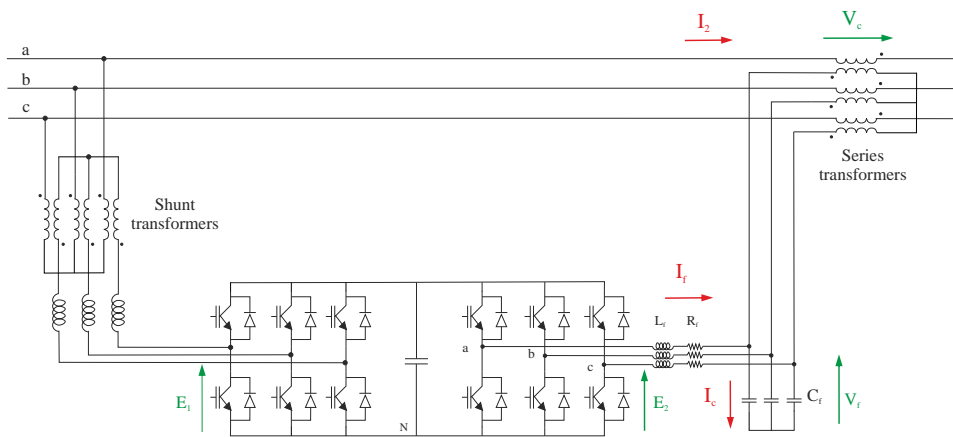 I2
Vc
a
b
c
Series
transformers
Shunt
transformers
If
Lf Rf
a
b
c
E1
N
E2
Ic
Cf
Vf